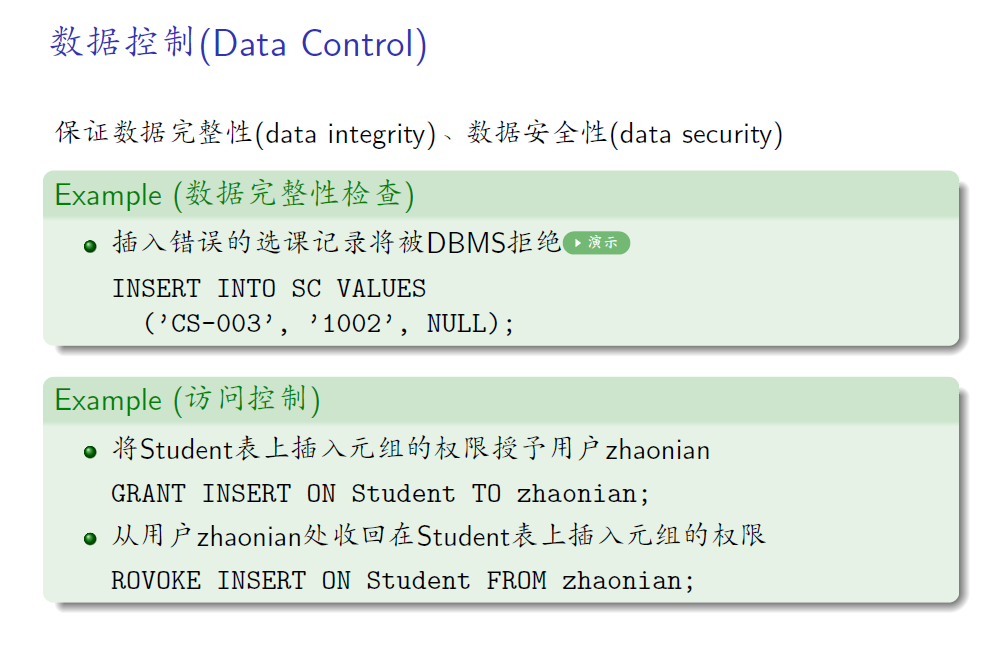 数据控制(Data Control)
保证数据完整性(data integrity)、数据安全性(data security)
Example (数据完整性检查)
插入错误的选课记录将被DBMS拒绝 演示
INSERT INTO SC VALUES
('CS-003', '1002', NULL);
Example (访问控制)
将Student表上插入元组的权限授予用户zhaonian
GRANT INSERT ON Student TO zhaonian;
从用户zhaonian处收回在Student表上插入元组的权限
ROVOKE INSERT ON Student FROM zhaonian;